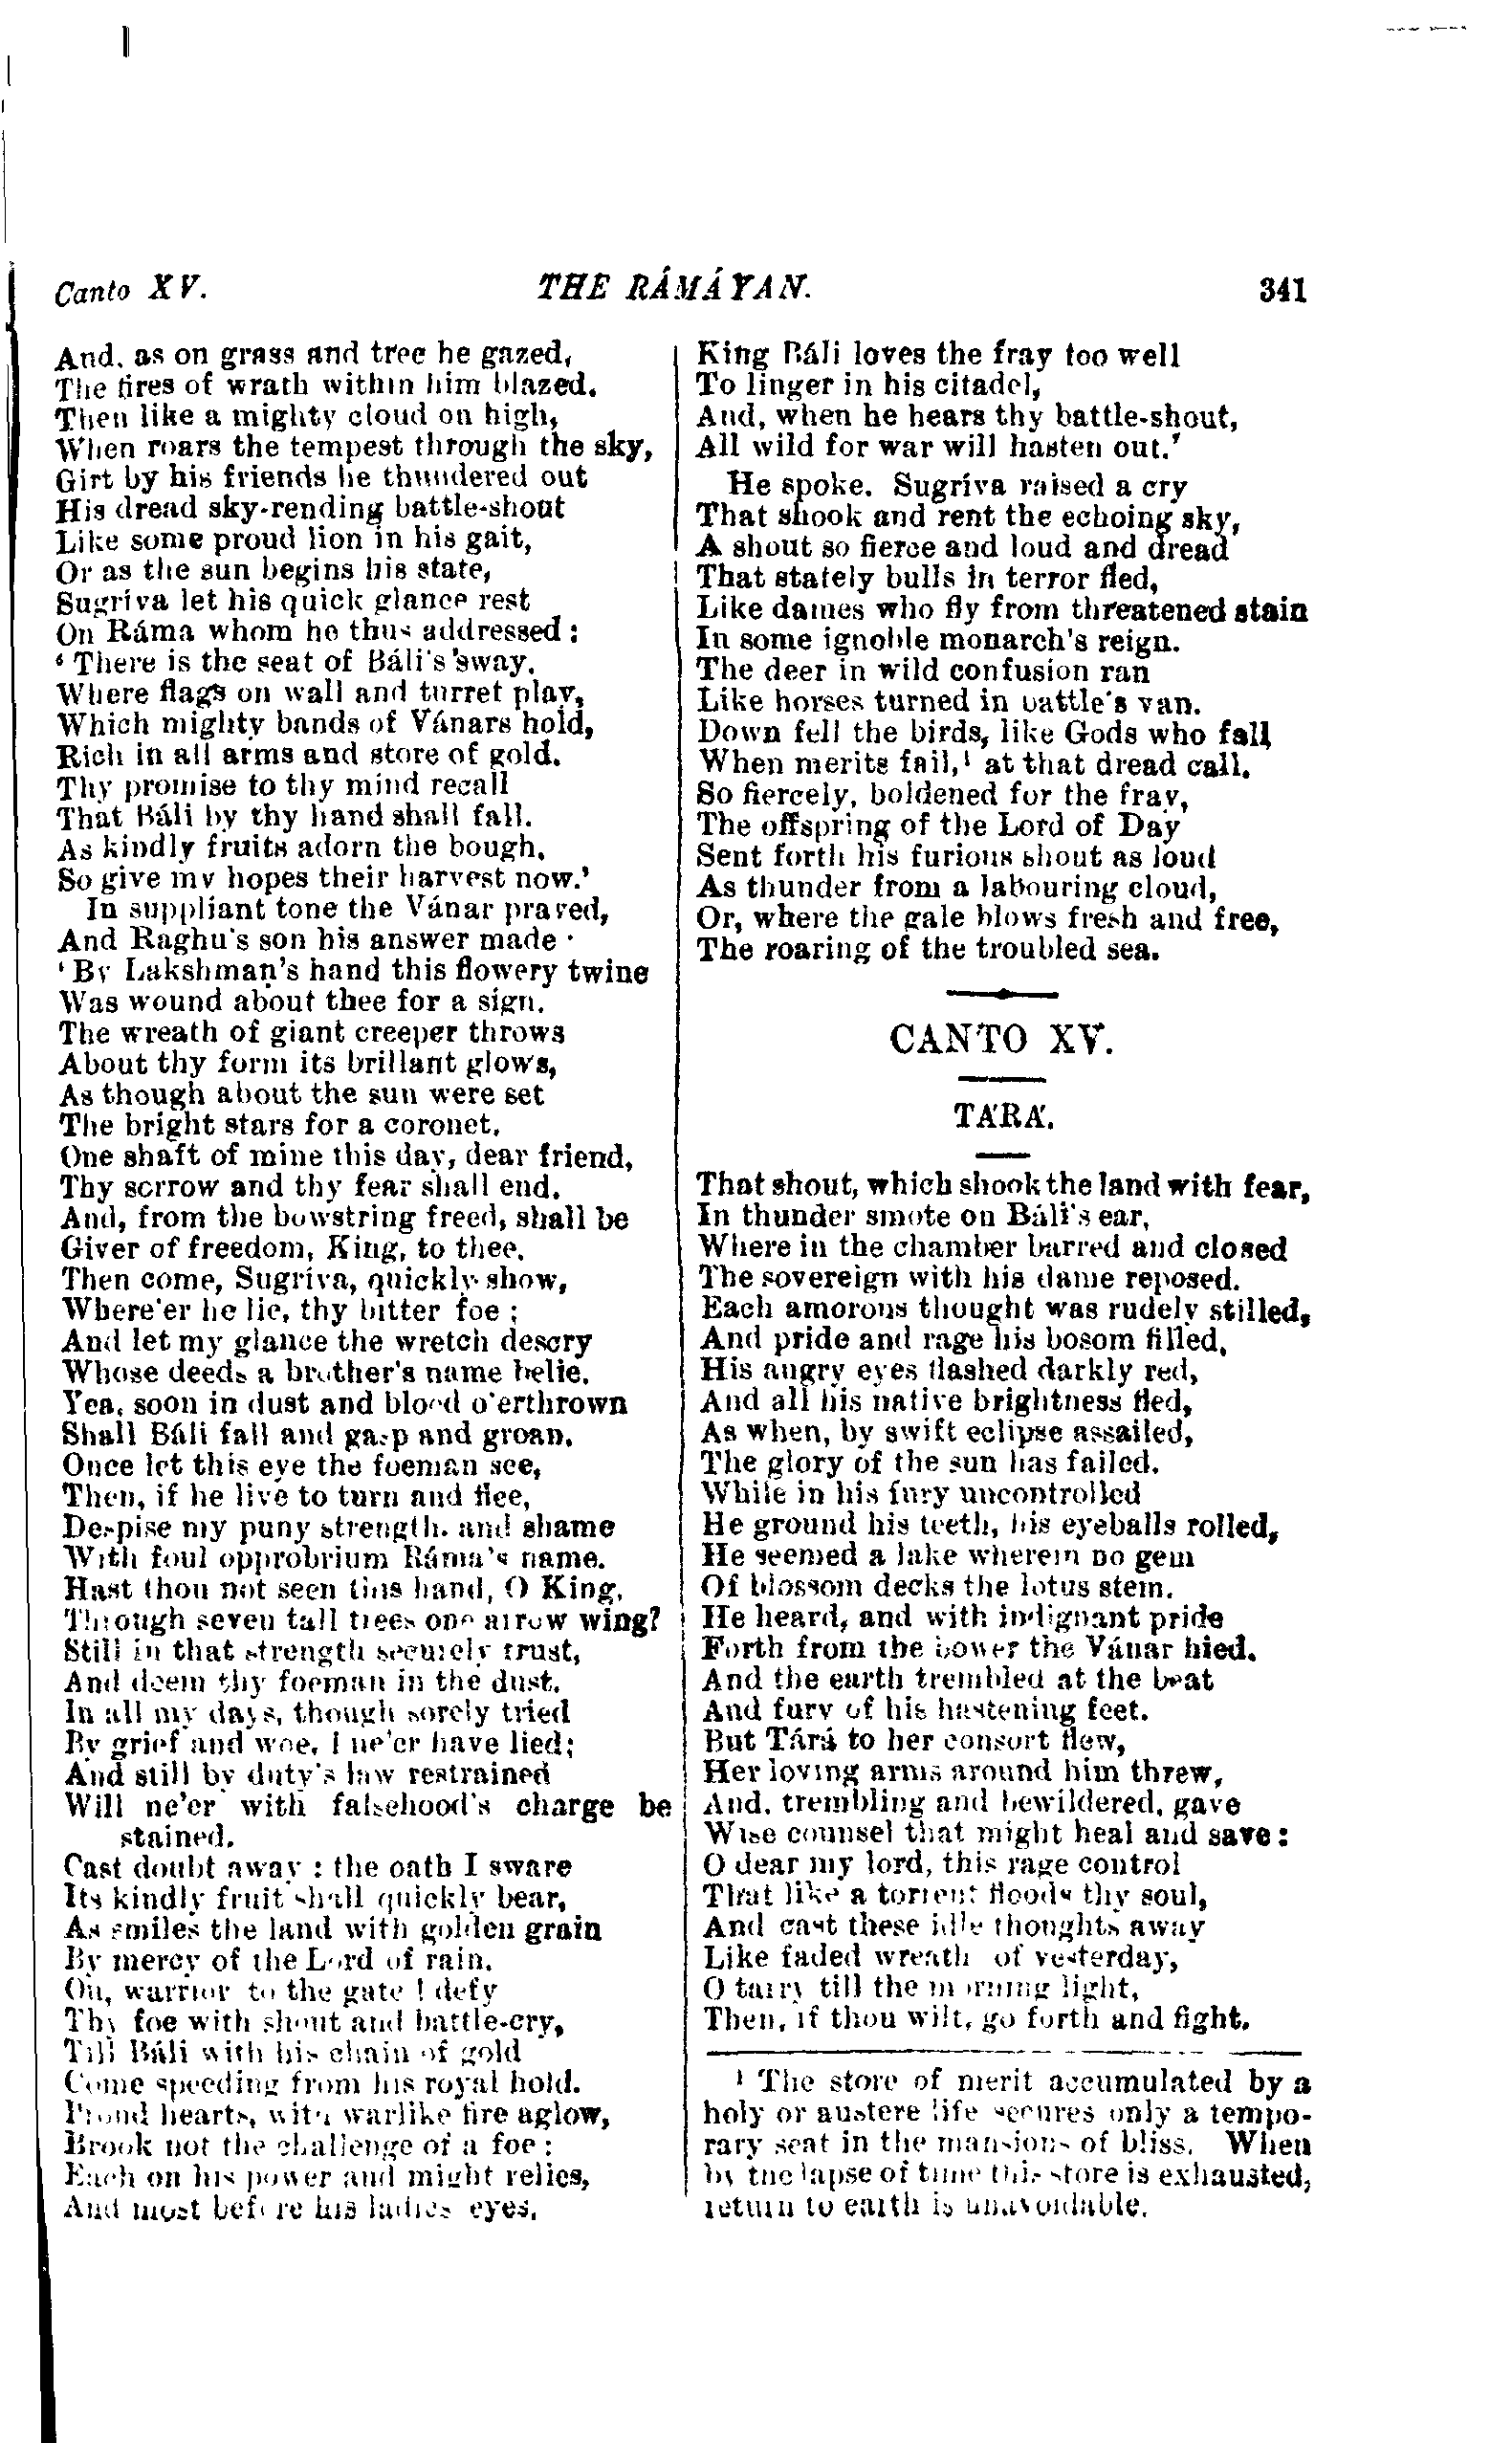 Canto XV.
THE RÁMÁYAN.
341
And, as on grass and tree he gazed,
The fires of wrath within him blazed.
Then like a mighty cloud on high,
When roars the tempest through the sky,
Girt by his friends he thundered out
His dread sky-rending battle-shout
Like some proud lion in his gait,
Or as the sun begins his state,
Sugríva let his quick glance rest
On Ráma whom he thus addressed:
'There is the seat of Báli's sway,
Where flags on wall and turret play,
Which mighty bands of Vánars hold,
Rich in all arms and store of gold.
Thy promise to thy mind recall
That Báli by thy hand shall fall.
As kindly fruits adorn the bough,
So give my hopes their harvest now.'
In suppliant tone the Vánar prayed,
And Raghu's son his answer made:
'By Lakshmaṇ's hand this flowery twine
Was wound about thee for a sign.
The wreath of giant creeper throws
About thy form its brillant glows,
As though about the sun were set
The bright stars for a coronet.
One shaft of mine this day, dear friend,
Thy sorrow and thy fear shall end.
And, from the bowstring freed, shall be
Giver of freedom, King, to thee.
Then come, Sugríva, quickly show,
Where'er he lie, thy bitter foe;
And let my glance the wretch descry
Whose deeds a brother's name belie.
Yea, soon in dust and blood o'erthrown
Shall Báli fall and gasp and groan.
Once let this eye the foeman see,
Then, if he live to turn and flee,
Despise my puny strength, and shame
With foul opprobrium Ráma's name.
Hast thou not seen this hand, O King,
Through seven tall trees one arrow wing?
Still in that strength securely trust,
And deem thy foeman in the dust.
In all my days, though sorely tried
By grief and woe, I ne'er have lied;
And still by duty's law restrained
Will ne'er with falsehood's charge be
stained.
Cast doubt away: the oath I sware
Its kindly fruit shall quickly bear,
As smiles the land with golden grain
By mercy of the Lord of rain.
On, warrior to the gate! defy
Thy foe with shout and battle-cry,
Till Báli with his chain of gold
Come speeding from his royal hold.
Proud hearts, with warlike fire aglow,
Brook not the challenge of a foe:
Each on his power and might relies,
And most before his ladies eyes.
King Báli loves the fray too well
To linger in his citadel,
And, when he hears thy battle-shout,
All wild for war will hasten out.'
He spoke. Sugríva raised a cry
That shook and rent the echoing sky,
A shout so fierce and loud and dread
That stately bulls in terror fled,
Like dames who fly from threatened stain
In some ignoble monarch's reign.
The deer in wild confusion ran
Like horses turned in battle's van.
Down fell the birds, like Gods who fall
When merits fail,¹ at that dread call.
So fiercely, boldened for the fray,
The offspring of the Lord of Day
Sent forth his furious shout as loud
As thunder from a labouring cloud,
Or, where the gale blows fresh and free,
The roaring of the troubled sea.
CANTO XV.
TÁRÁ.
That shout, which shook the land with fear,
In thunder smote on Báli's ear,
Where in the chamber barred and closed
The sovereign with his dame reposed.
Each amorous thought was rudely stilled,
And pride and rage his bosom filled.
His angry eyes flashed darkly red,
And all his native brightness fled,
As when, by swift eclipse assailed,
The glory of the sun has failed.
While in his fury uncontrolled
He ground his teeth, his eyeballs rolled,
He seemed a lake wherein no gem
Of blossom decks the lotus stem.
He heard, and with indignant pride
Forth from the bower the Vánar hied.
And the earth trembled at the beat
And fury of his hastening feet.
But Tárá to her consort flew,
Her loving arms around him threw,
And, trembling and bewildered, gave
Wise counsel that might heal and save:
O dear my lord, this rage control
That like a torrent floods thy soul,
And cast these idle thoughts away
Like faded wreath of yesterday,
O tarry till the morning light,
Then, if thou wilt, go forth and fight.
¹ The store of merit accumulated by a
holy or austere life secures only a tempo-
rary seat in the mansions of bliss. When
by the lapse of time this store is exhausted,
return to earth is unavoidable.